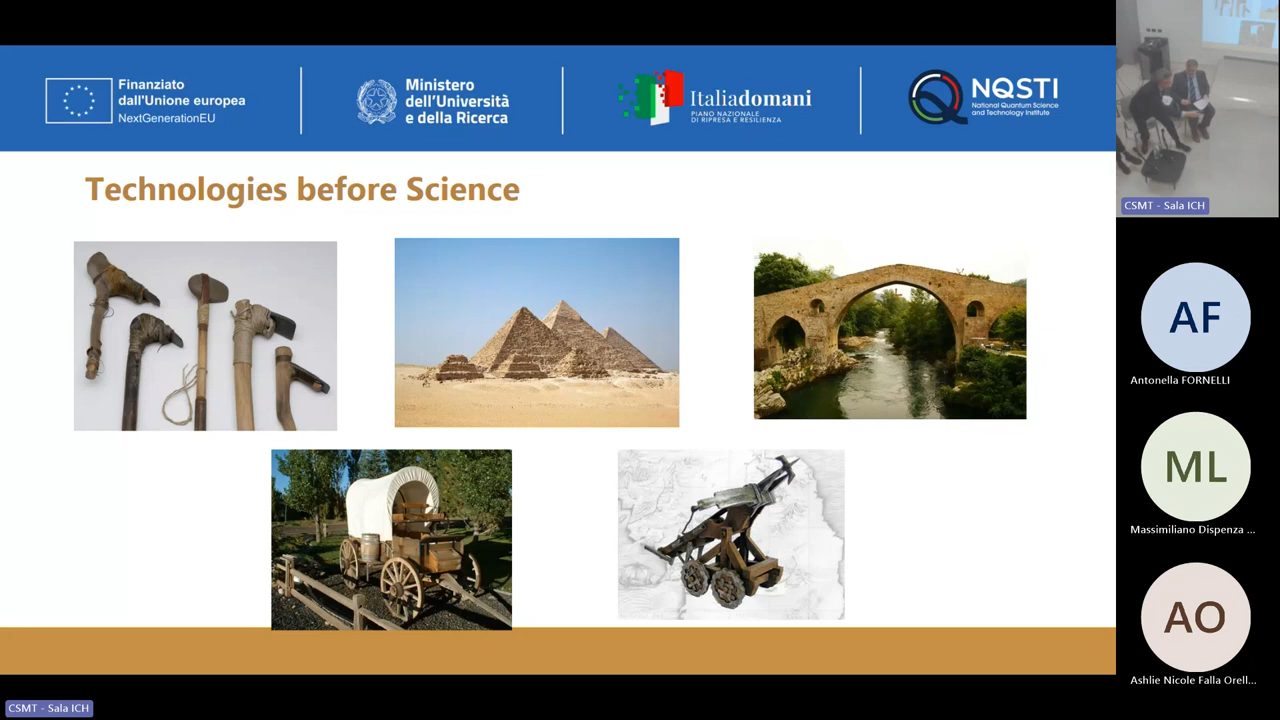 Finanziato
dall'Unione europea
NextGenerationEU
Ministero
dell'Università
e della Ricerca
Italiadomani
PIANO NAZIONALE
DI RIPRESA E RESILIENZA
NQSTI
National Quantum Science
and Technology Institute
Technologies before Science
CSMT - Sala ICH
AF
Antonella FORNELLI
ML
Massimiliano Dispenza ...
AO
Ashlie Nicole Falla Orell...
CSMT - Sala ICH